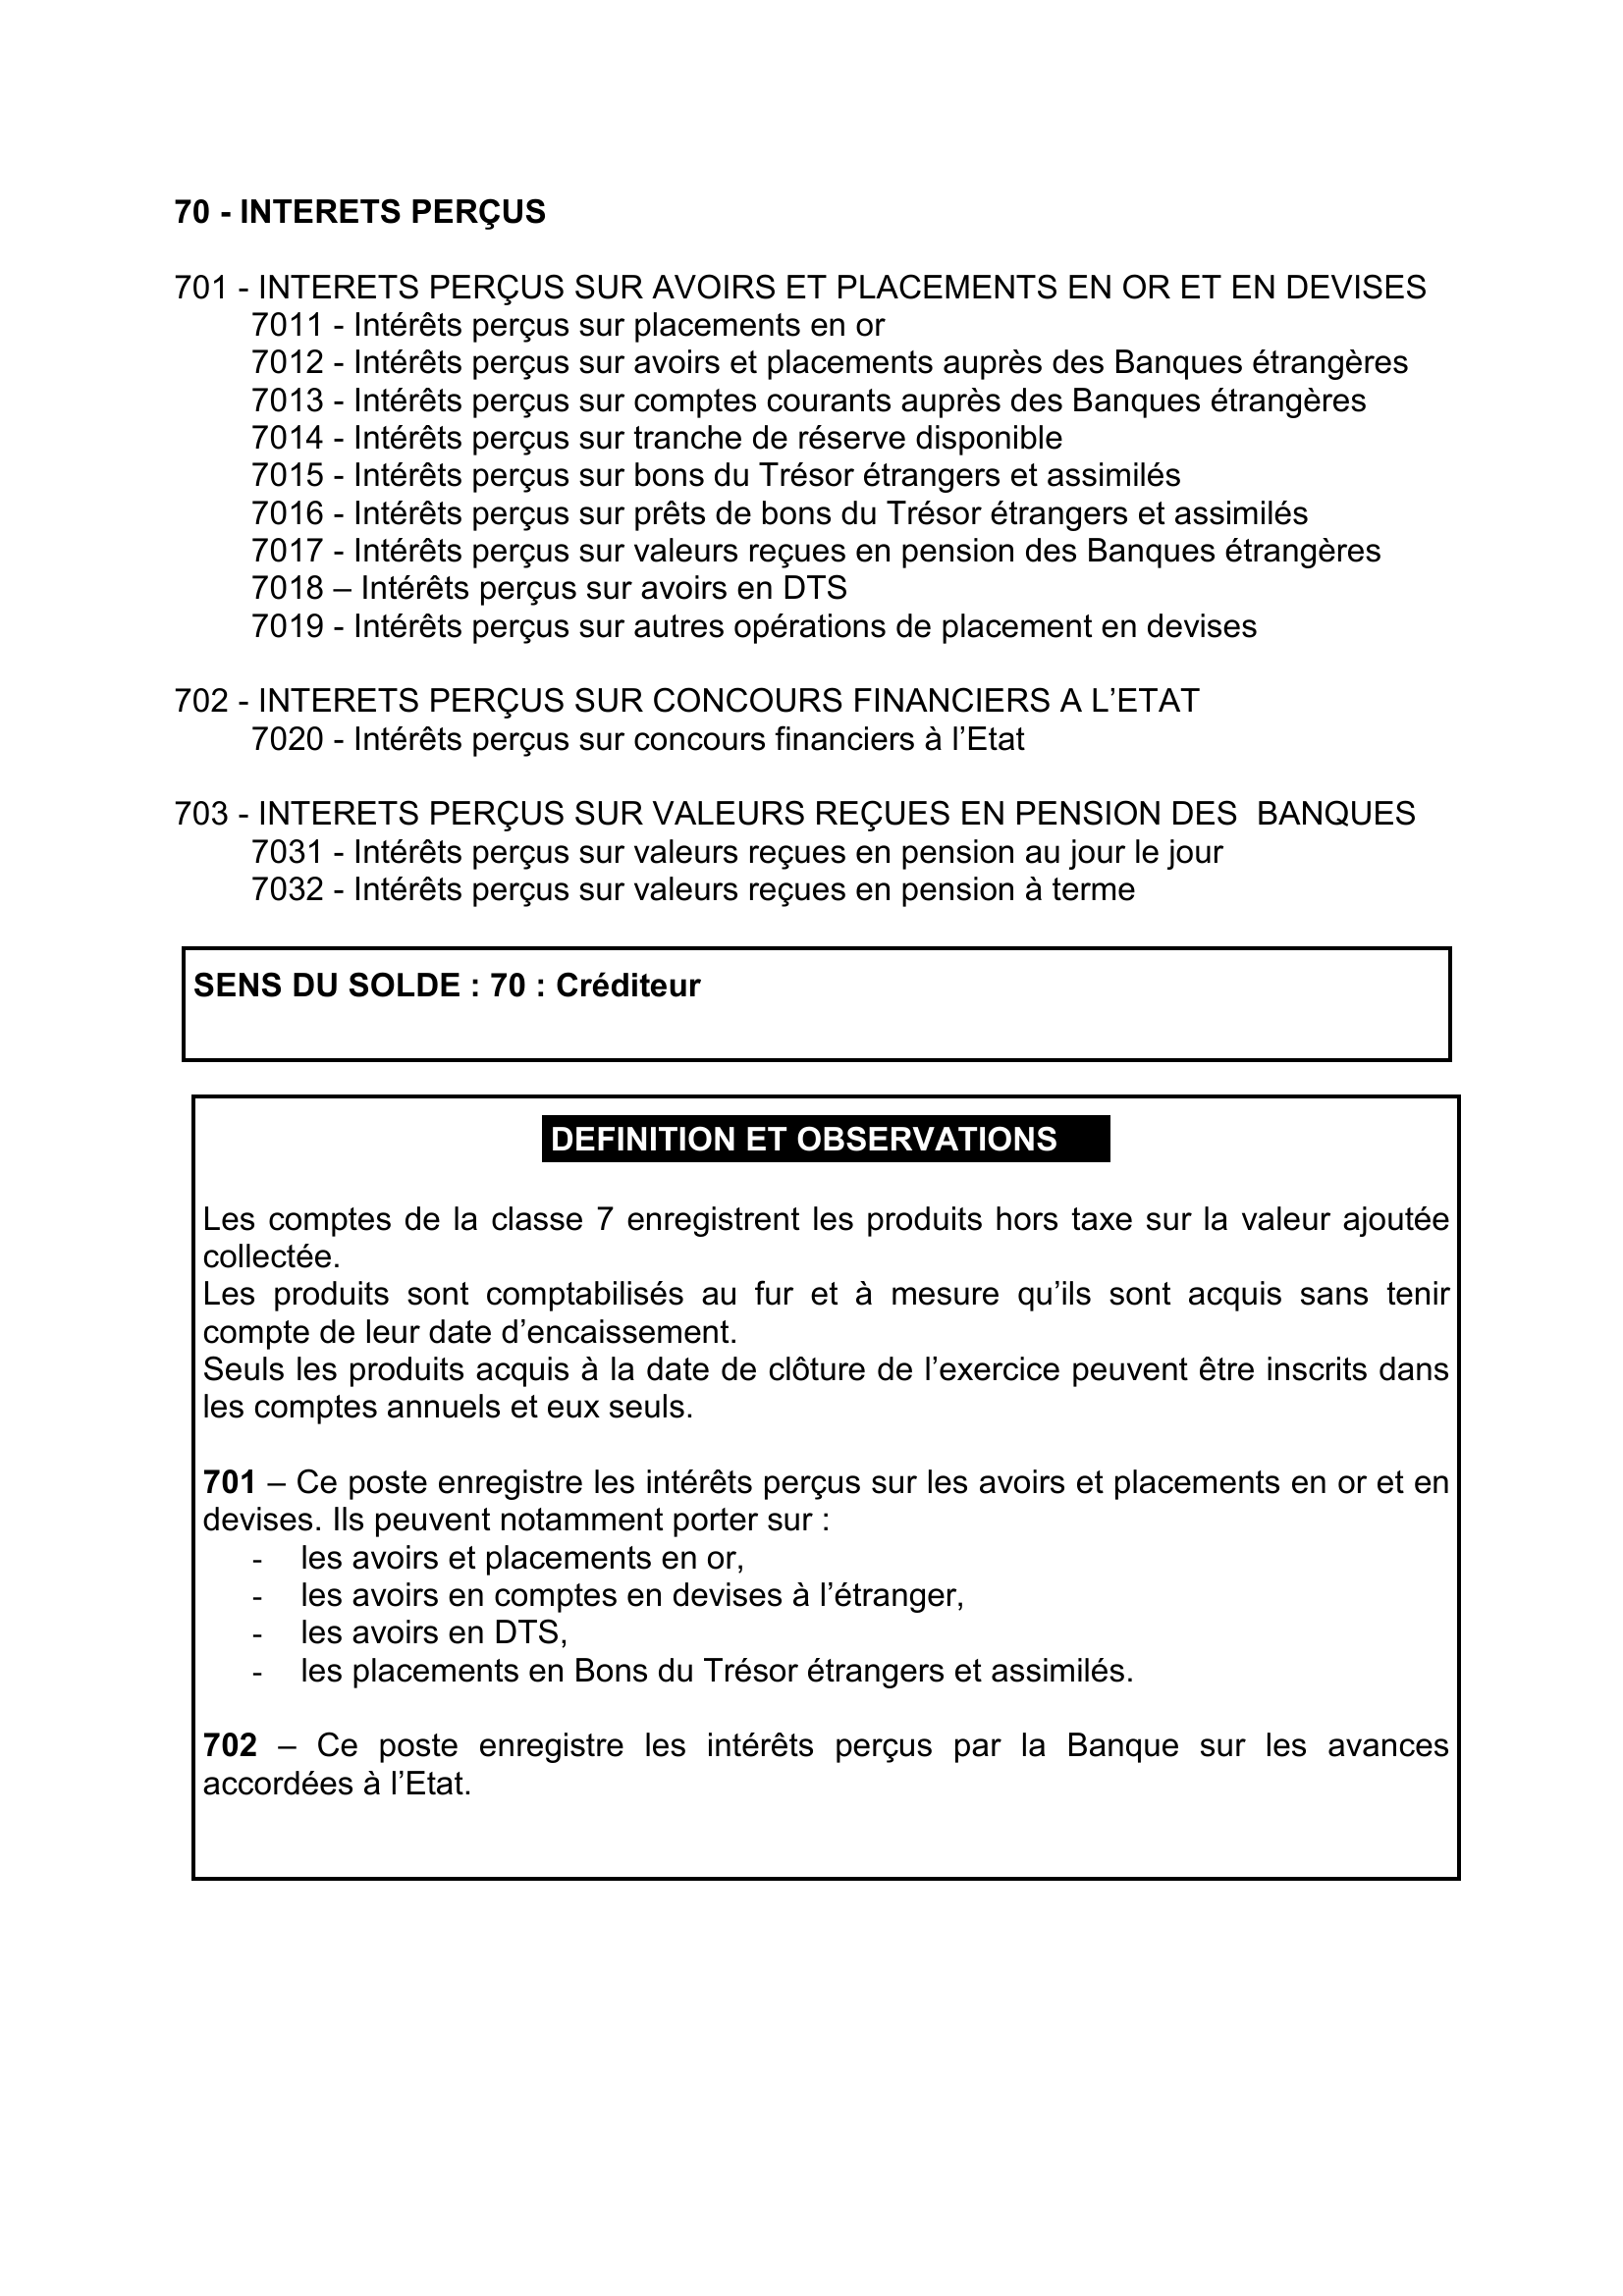 70 - INTERETS PERÇUS
701 - INTERETS PERÇUS SUR AVOIRS ET PLACEMENTS EN OR ET EN DEVISES
7011 - Intérêts perçus sur placements en or
7012 - Intérêts perçus sur avoirs et placements auprès des Banques étrangères
7013 - Intérêts perçus sur comptes courants auprès des Banques étrangères
7014 - Intérêts perçus sur tranche de réserve disponible
7015 - Intérêts perçus sur bons du Trésor étrangers et assimilés
7016 - Intérêts perçus sur prêts de bons du Trésor étrangers et assimilés
7017 - Intérêts perçus sur valeurs reçues en pension des Banques étrangères
7018 – Intérêts perçus sur avoirs en DTS
7019 - Intérêts perçus sur autres opérations de placement en devises
702 - INTERETS PERÇUS SUR CONCOURS FINANCIERS A L’ETAT
7020 - Intérêts perçus sur concours financiers à l’Etat
703 - INTERETS PERÇUS SUR VALEURS REÇUES EN PENSION DES  BANQUES
7031 - Intérêts perçus sur valeurs reçues en pension au jour le jour
7032 - Intérêts perçus sur valeurs reçues en pension à terme
SENS DU SOLDE : 70 : Créditeur
DEFINITION ET OBSERVATIONS
Les comptes de la classe 7 enregistrent les produits hors taxe sur la valeur ajoutée
collectée.
Les produits sont comptabilisés au fur et à mesure qu’ils sont acquis sans tenir
compte de leur date d’encaissement.
Seuls les produits acquis à la date de clôture de l’exercice peuvent être inscrits dans
les comptes annuels et eux seuls.
701 – Ce poste enregistre les intérêts perçus sur les avoirs et placements en or et en
devises. Ils peuvent notamment porter sur :
- les avoirs et placements en or,
- les avoirs en comptes en devises à l’étranger,
- les avoirs en DTS,
- les placements en Bons du Trésor étrangers et assimilés.
702 – Ce poste enregistre les intérêts perçus par la Banque sur les avances
accordées à l’Etat.